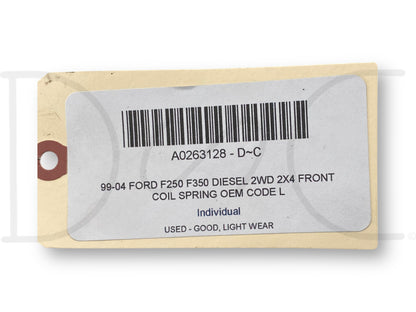 A0263128 - D~C
99-04 FORD F250 F350 DIESEL 2WD 2X4 FRONT
COIL SPRING OEM CODE L
Individual
USED - GOOD, LIGHT WEAR